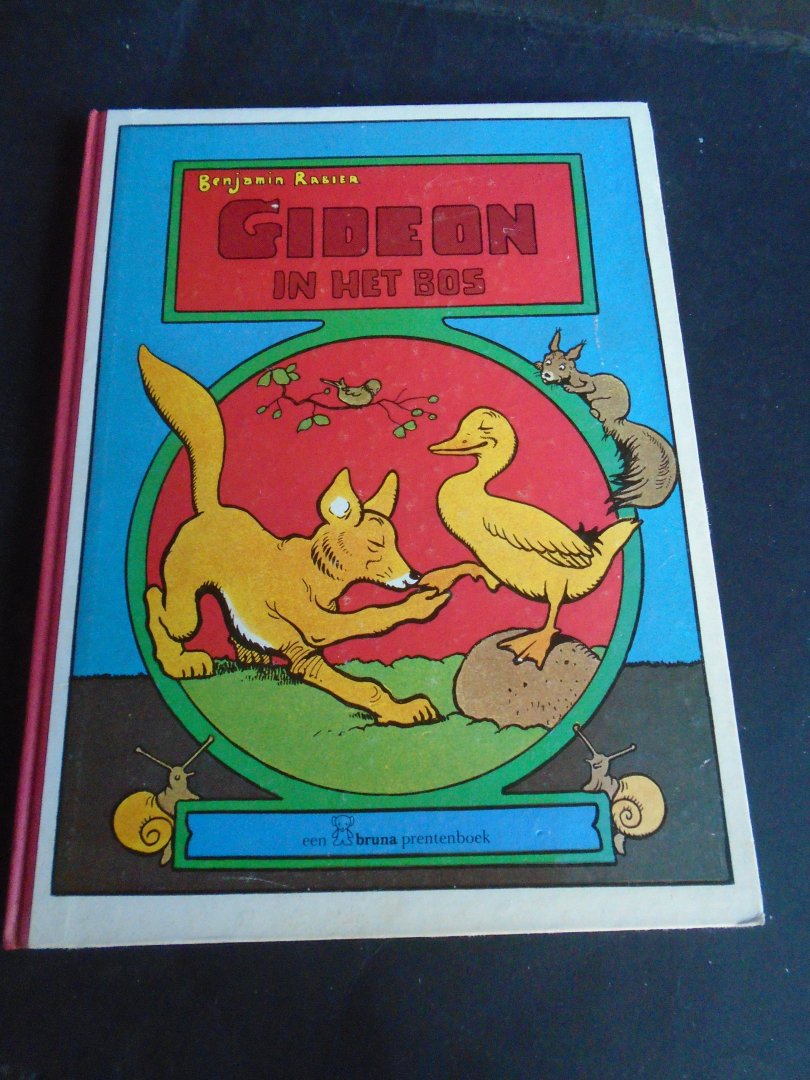 Benjamin Rabier
GIDEON
IN HET BOS
een bruna prentenboek